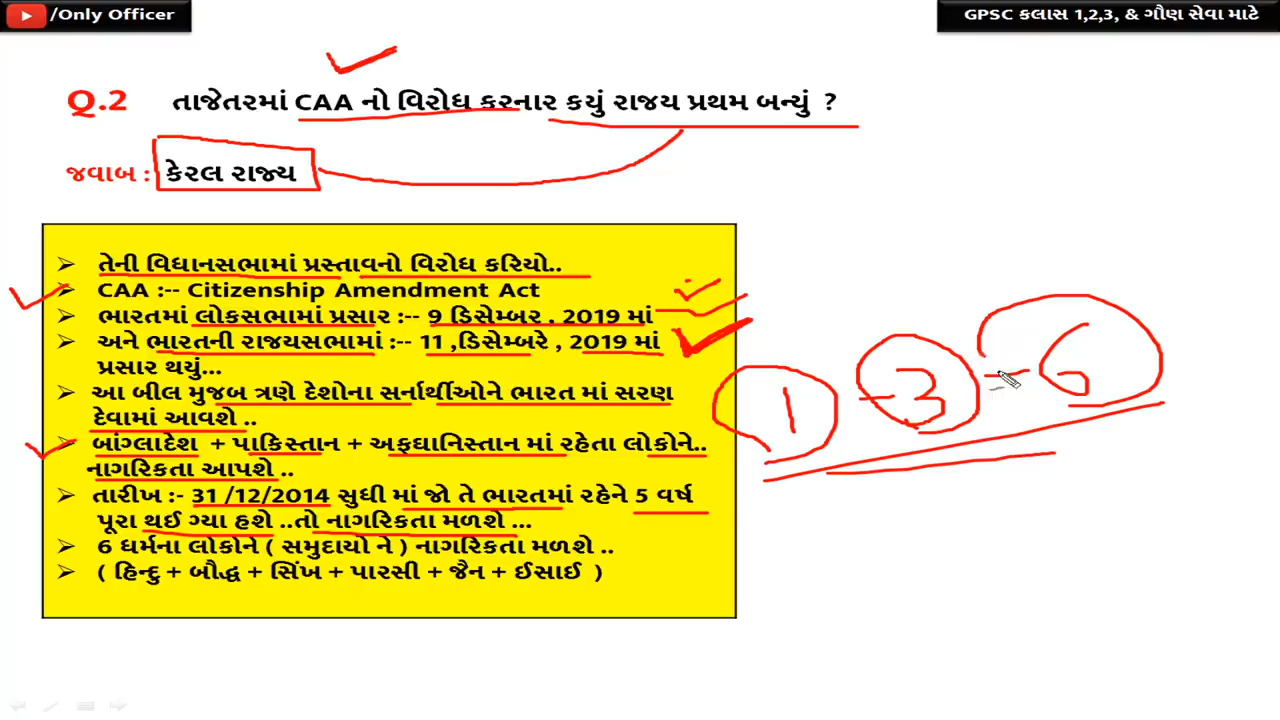 /Only Officer
GPSC કલાસ 1,2,3, & ગૌણ સેવા માટે
Q.2 તાજેતરમાં CAA નો વિરોધ કરનાર કયું રાજય પ્રથમ બન્યું ?
જવાબ : કેરલ રાજ્ય
➢ તેની વિધાનસભામાં પ્રસ્તાવનો વિરોધ કરિયો..
➢ CAA :-- Citizenship Amendment Act
➢ ભારતમાં લોકસભામાં પ્રસાર :-- 9 ડિસેમ્બર , 2019 માં
➢ અને ભારતની રાજયસભામાં :-- 11 ,ડિસેમ્બરે , 2019 માં
પ્રસાર થયું...
➢ આ બીલ મુજબ ત્રણે દેશોના સર્નાર્થીઓને ભારત માં સરણ
દેવામાં આવશે ..
➢ બાંગ્લાદેશ + પાકિસ્તાન + અફઘાનિસ્તાન માં રહેતા લોકોને..
નાગરિકતા આપશે ..
➢ તારીખ :- 31 /12/2014 સુધી માં જો તે ભારતમાં રહેને 5 વર્ષ
પૂરા થઈ ગ્યા હશે ..તો નાગરિકતા મળશે ...
➢ 6 ધર્મના લોકોને ( સમુદાયો ને ) નાગરિકતા મળશે ..
➢ ( હિન્દુ + બૌદ્ધ + સિંખ + પારસી + જૈન + ઈસાઈ )
1 - 3 - 6